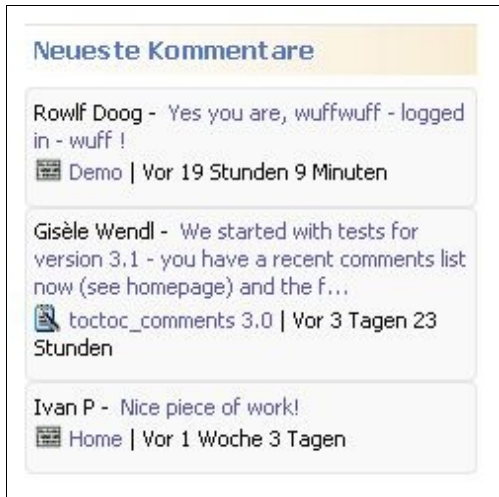 Neueste Kommentare
Rowlf Doog - Yes you are, wuffwuff - logged
in - wuff !
Demo | Vor 19 Stunden 9 Minuten
Gisèle Wendl - We started with tests for
version 3.1 - you have a recent comments list
now (see homepage) and the f...
toctoc_comments 3.0 | Vor 3 Tagen 23
Stunden
Ivan P - Nice piece of work!
Home | Vor 1 Woche 3 Tagen